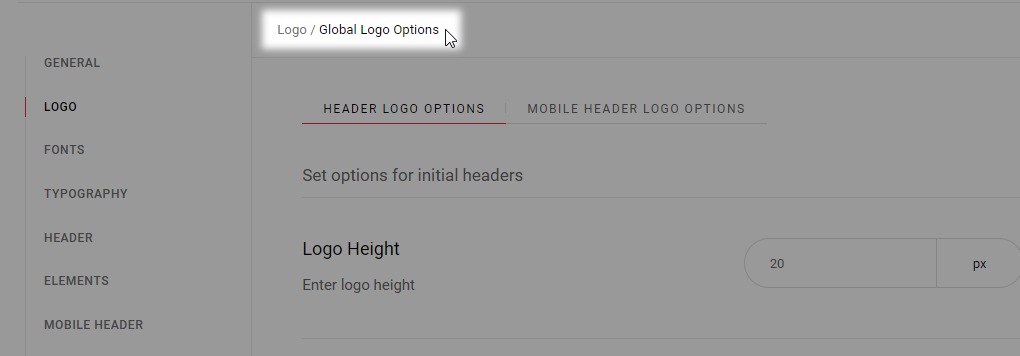 Logo / Global Logo Options
GENERAL
LOGO
FONTS
TYPOGRAPHY
HEADER
ELEMENTS
MOBILE HEADER
HEADER LOGO OPTIONS
MOBILE HEADER LOGO OPTIONS
Set options for initial headers
Logo Height
Enter logo height
20
px